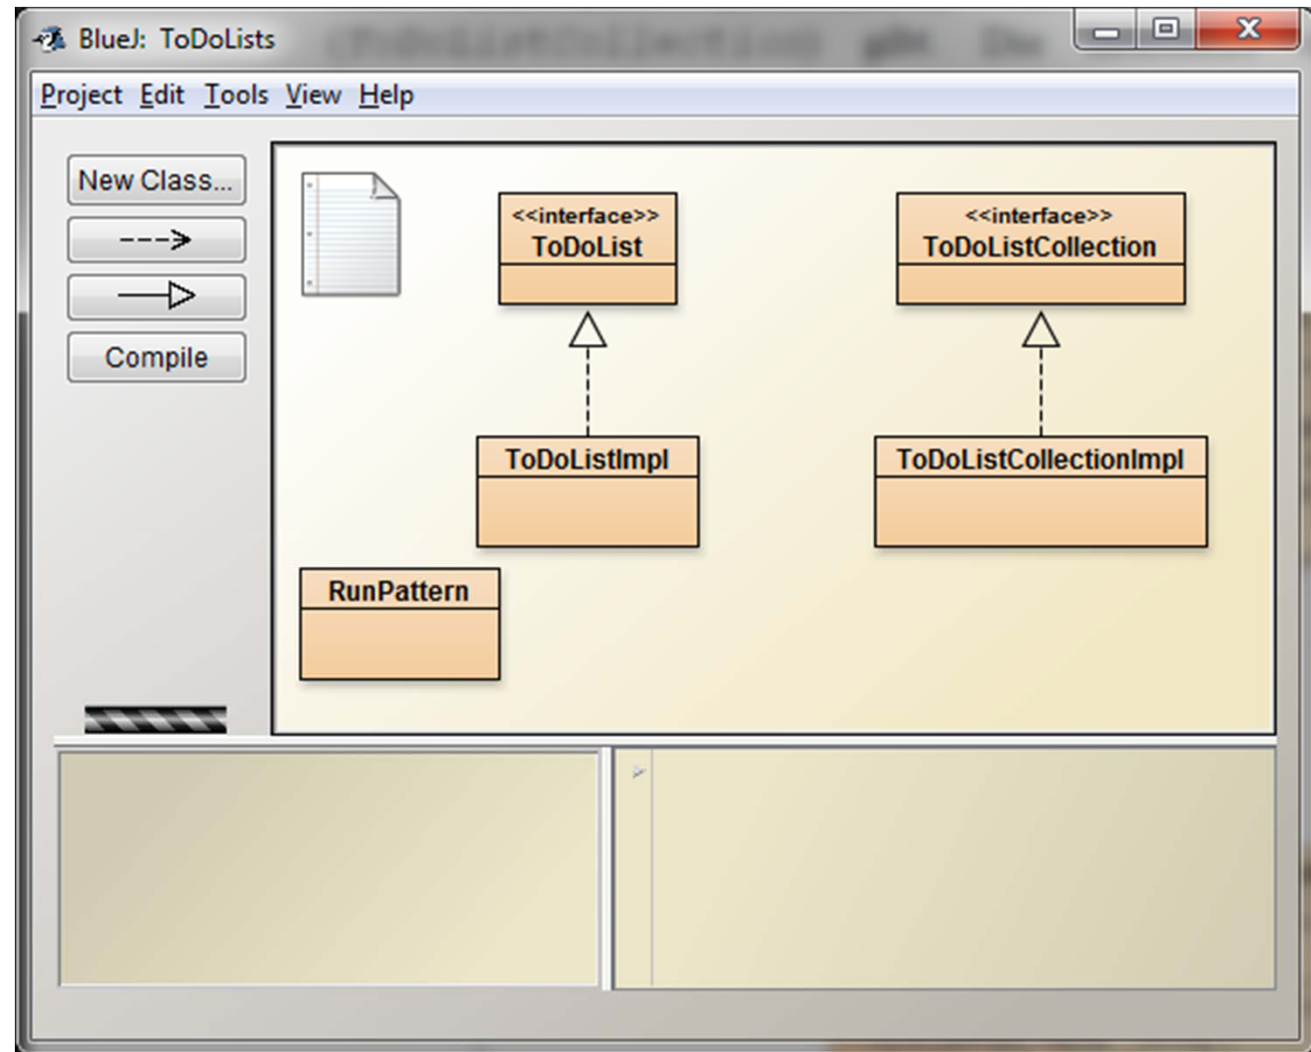 BlueJ: ToDoLists
Project Edit Tools View Help
New Class...
Compile
<<interface>>
ToDoList
<<interface>>
ToDoListCollection
ToDoListImpl
ToDoListCollectionImpl
RunPattern